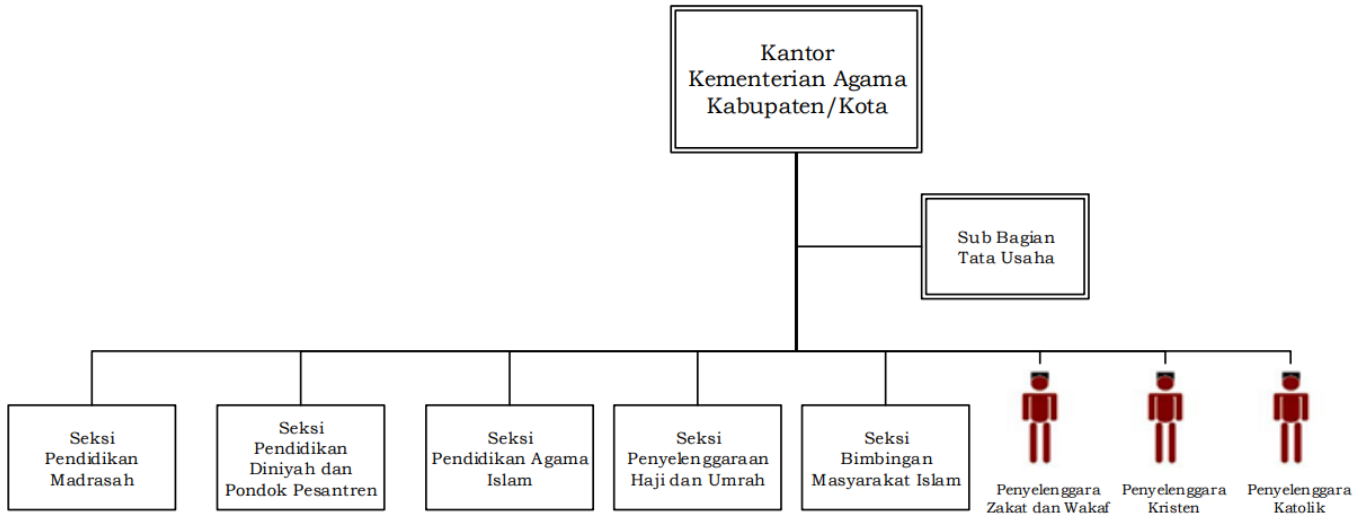 Kantor
Kementerian Agama
Kabupaten/Kota
Sub Bagian
Tata Usaha
Seksi
Pendidikan
Madrasah
Seksi
Pendidikan
Diniyah dan
Pondok Pesantren
Seksi
Pendidikan Agama
Islam
Seksi
Penyelenggaraan
Haji dan Umrah
Seksi
Bimbingan
Masyarakat Islam
Penyelenggara
Zakat dan Wakaf
Penyelenggara
Kristen
Penyelenggara
Katolik